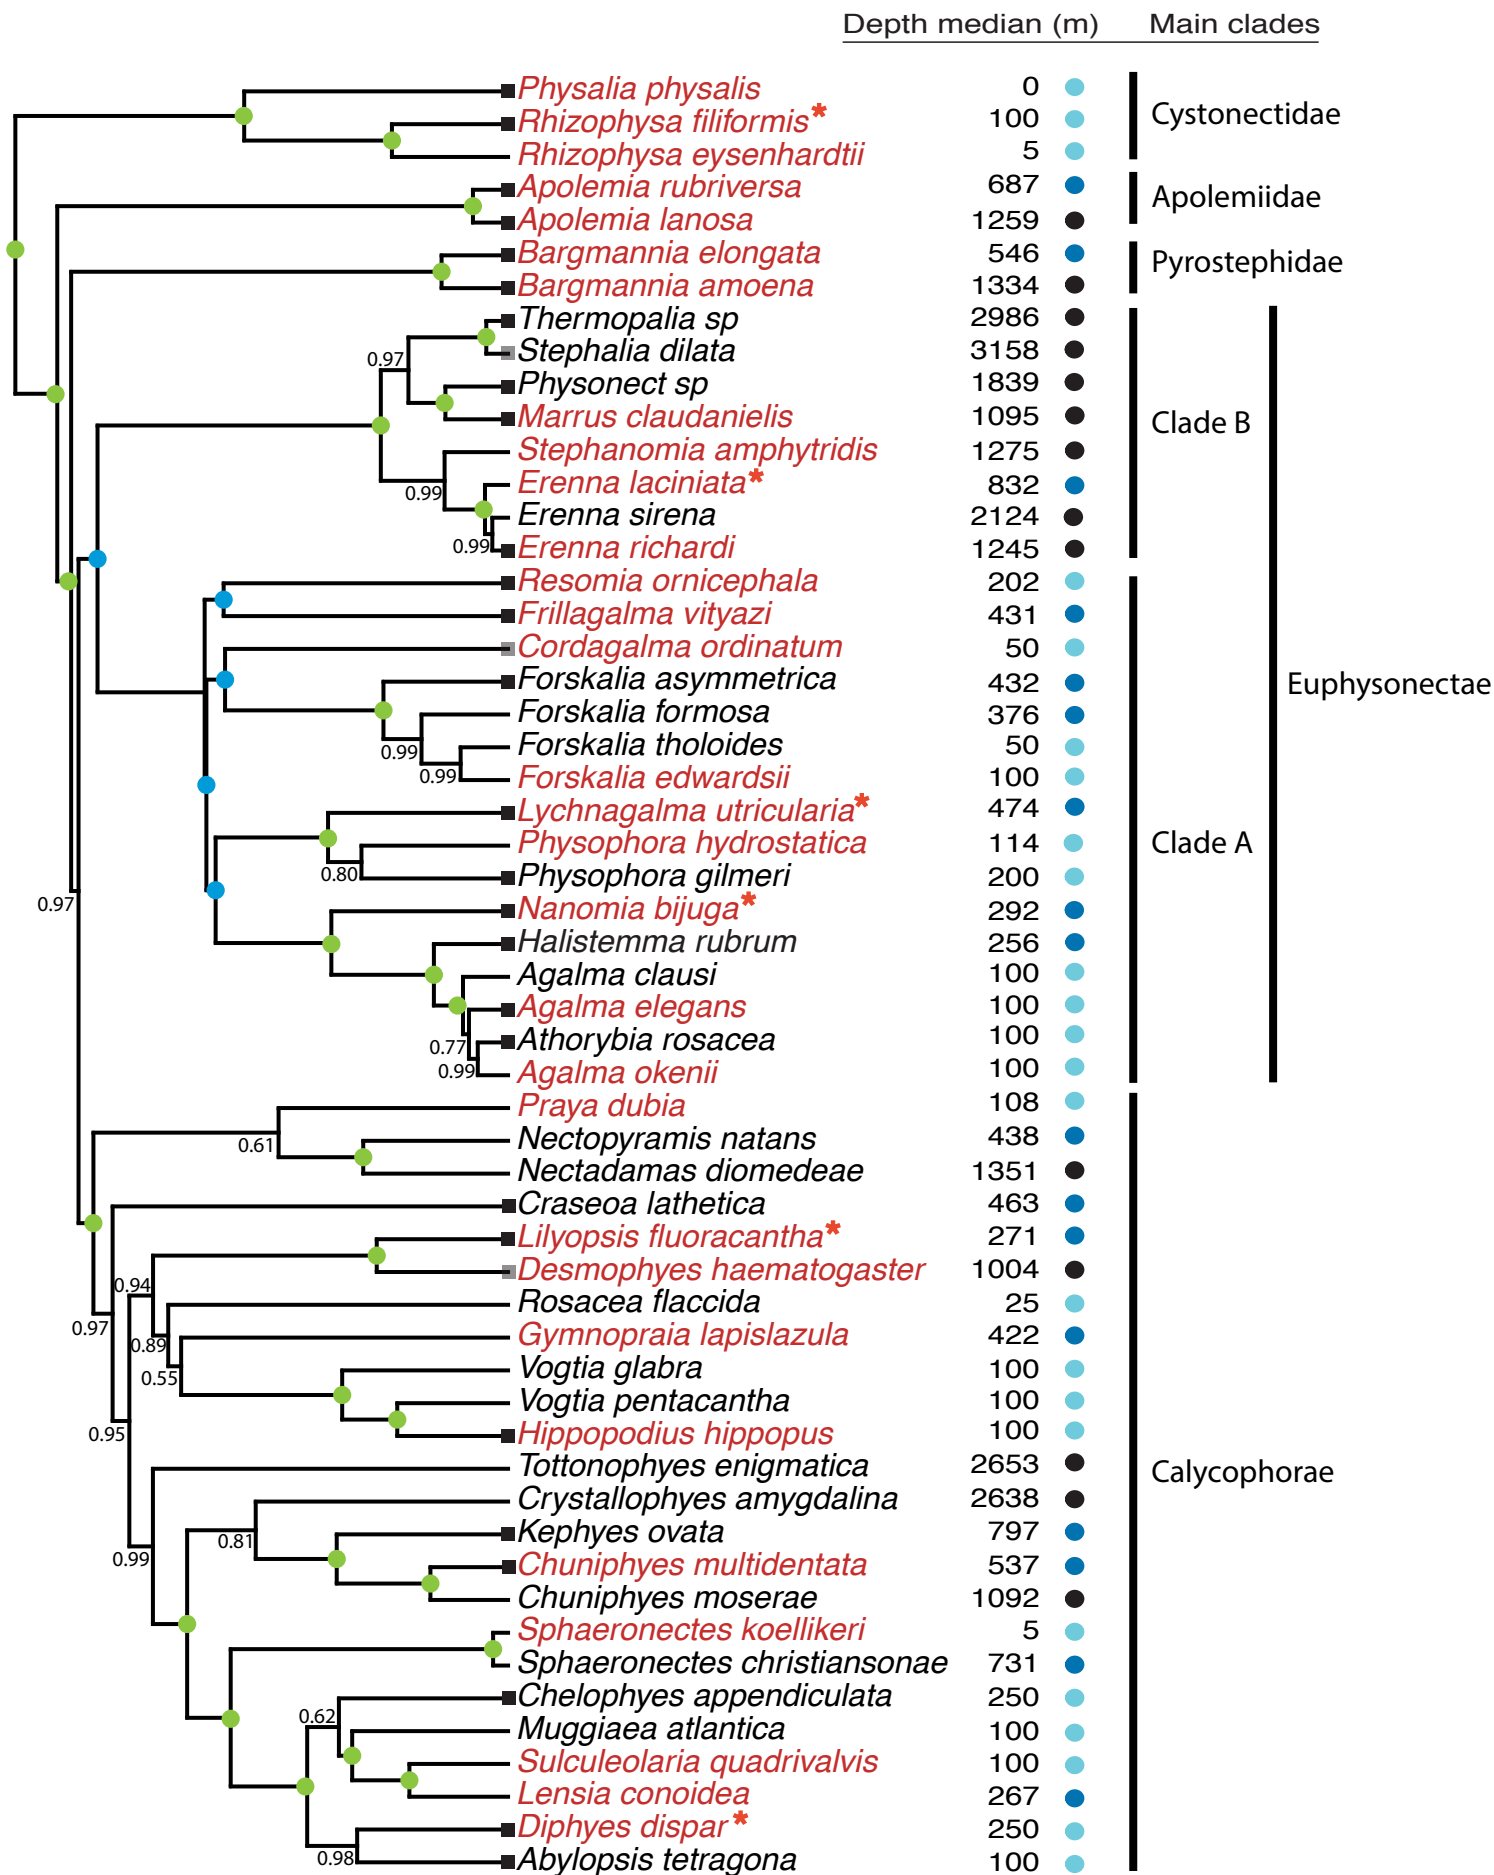 Depth median (m) Main clades
Physalia physalis 0
Rhizophysa filiformis* 100 Cystonectidae
Rhizophysa eysenhardtii 5
Apolemia rubriversa 687
Apolemiidae
Apolemia lanosa 1259
Bargmannia elongata 546
Pyrostephidae
Bargmannia amoena 1334
Thermopalia sp 2986
0.97 Stephalia dilata 3158
Physonect sp 1839
Marrus claudanielis 1095 Clade B
Stephanomia amphytridis 1275
0.99 Erenna laciniata* 832
Erenna sirena 2124
0.99 Erenna richardi 1245
Resomia ornicephala 202
Frillagalma vityazi 431
Cordagalma ordinatum 50
Forskalia asymmetrica 432 Euphysonectae
Forskalia formosa 376
0.99 Forskalia tholoides 50
0.99 Forskalia edwardsii 100
Lychnagalma utricularia* 474
Physophora hydrostatica 114 Clade A
0.80 Physophora gilmeri 200
0.97 Nanomia bijuga* 292
Halistemma rubrum 256
Agalma clausi 100
Agalma elegans 100
0.77 Athorybia rosacea 100
0.99 Agalma okenii 100
Praya dubia 108
0.61 Nectopyramis natans 438
Nectadamas diomedeae 1351
Craseoa lathetica 463
Lilyopsis fluoracantha* 271
0.94 Desmophyes haematogaster 1004
Rosacea flaccida 25
0.97 0.89 Gymnopraia lapislazula 422
0.55 Vogtia glabra 100
Vogtia pentacantha 100
0.95 Hippopodius hippopus 100
Tottonophyes enigmatica 2653 Calycophorae
Crystallophyes amygdalina 2638
0.81 Kephyes ovata 797
0.99 Chuniphyes multidentata 537
Chuniphyes moserae 1092
Sphaeronectes koellikeri 5
Sphaeronectes christiansonae 731
0.62 Chelophyes appendiculata 250
Muggiaea atlantica 100
Sulculeolaria quadrivalvis 100
Lensia conoidea 267
Diphyes dispar* 250
0.98 Abylopsis tetragona 100